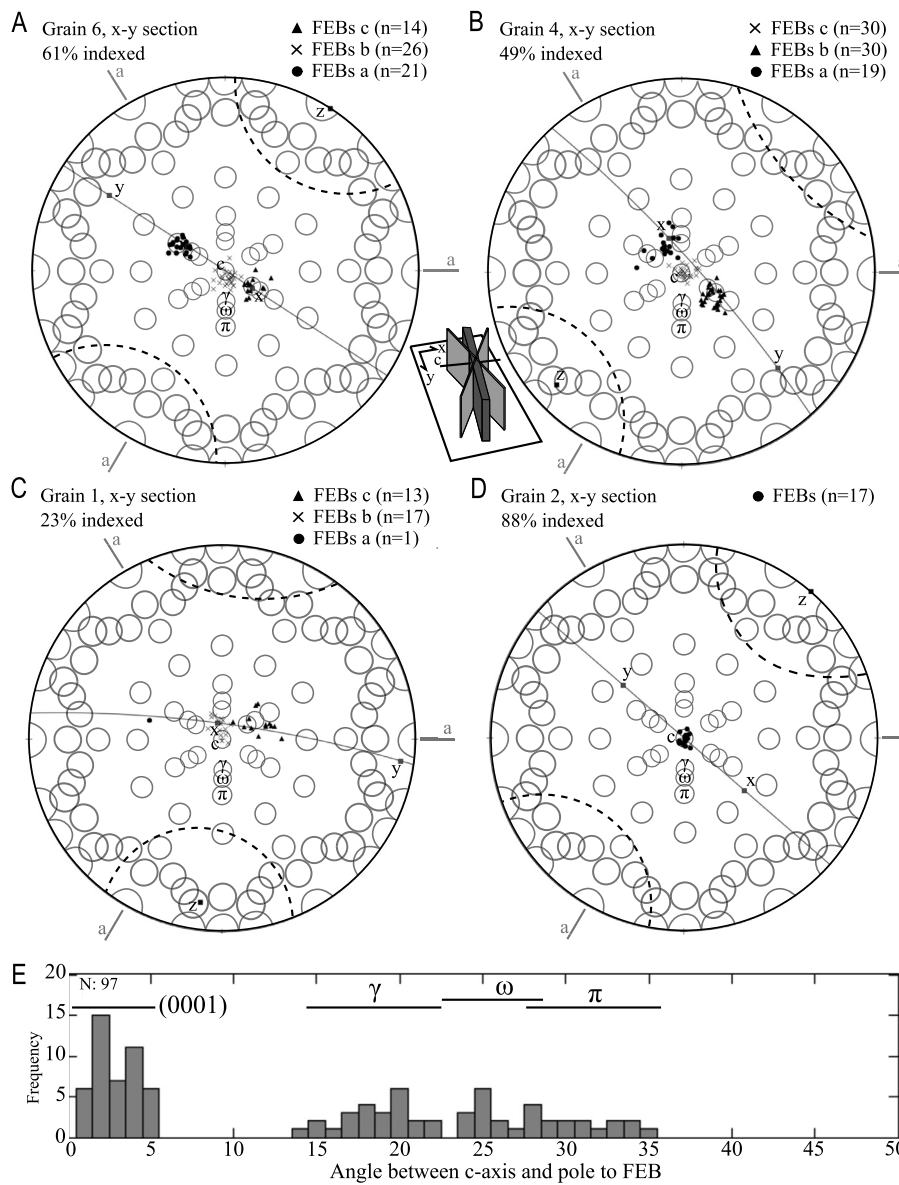 A
Grain 6, x-y section
61% indexed
▲ FEBs c (n=14)
× FEBs b (n=26)
● FEBs a (n=21)
a
z
y
c
x
a
γ
ω
π
a
B
Grain 4, x-y section
49% indexed
× FEBs c (n=30)
▲ FEBs b (n=30)
● FEBs a (n=19)
a
x
c
a
γ
ω
π
y
z
a
x
c
y
C
Grain 1, x-y section
23% indexed
▲ FEBs c (n=13)
× FEBs b (n=17)
● FEBs a (n=1)
a
x
c
a
y
γ
ω
π
z
a
D
Grain 2, x-y section
88% indexed
● FEBs (n=17)
a
z
y
c
γ
ω
π
x
a
E
N: 97
(0001)
γ
ω
π
20
15
10
5
0
Frequency
0 5 10 15 20 25 30 35 40 45 50
Angle between c-axis and pole to FEB